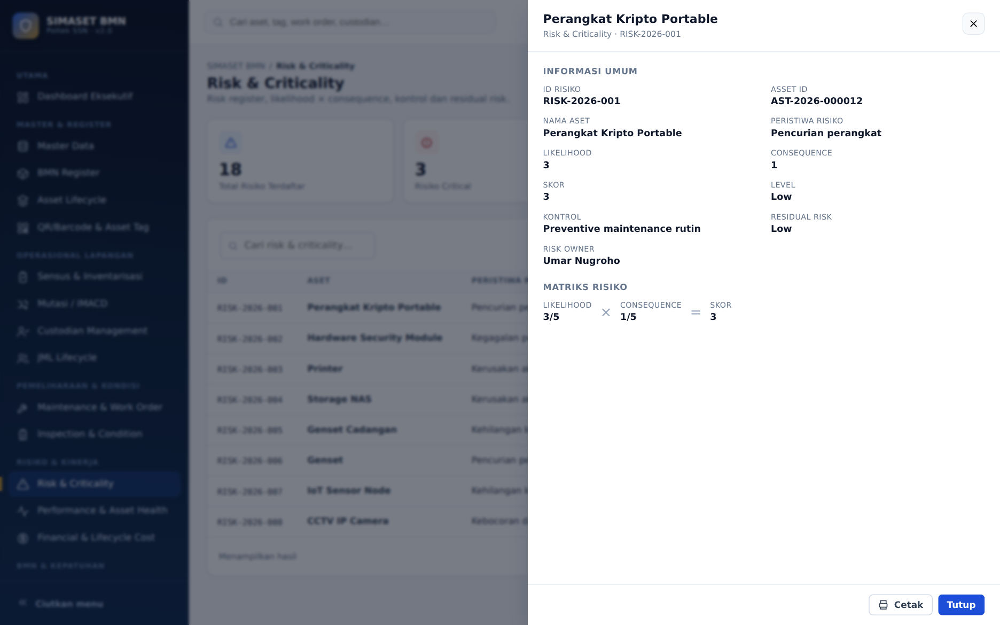 SIMASET BMN
Poltek SSN · v2.0
UTAMA
Dashboard Eksekutif
MASTER & REGISTER
Master Data
BMN Register
Asset Lifecycle
QR/Barcode & Asset Tag
OPERASIONAL LAPANGAN
Sensus & Inventarisasi
Mutasi / IMACD
Custodian Management
JML Lifecycle
PEMELIHARAAN & KONDISI
Maintenance & Work Order
Inspection & Condition
RISIKO & KINERJA
Risk & Criticality
Performance & Asset Health
Financial & Lifecycle Cost
BMN & KEPATUHAN
Ciutkan menu
Cari aset, tag, work order, custodian...
SIMASET BMN / Risk & Criticality
Risk & Criticality
Risk register, likelihood × consequence, kontrol dan residual risk.
18
Total Risiko Terdaftar
3
Risiko Critical
Cari risk & criticality...
ID ASET PERISTIWA
RISK-2026-001 Perangkat Kripto Portable Pencurian
RISK-2026-002 Hardware Security Module Kegagalan
RISK-2026-003 Printer Kerusakan
RISK-2026-004 Storage NAS Kerusakan
RISK-2026-005 Genset Cadangan Kehilangan
RISK-2026-006 Genset Pencurian
RISK-2026-007 IoT Sensor Node Kehilangan
RISK-2026-008 CCTV IP Camera Kebocoran
Menampilkan hasil
Perangkat Kripto Portable
Risk & Criticality · RISK-2026-001
INFORMASI UMUM
ID RISIKO
RISK-2026-001
ASSET ID
AST-2026-000012
NAMA ASET
Perangkat Kripto Portable
PERISTIWA RISIKO
Pencurian perangkat
LIKELIHOOD
3
CONSEQUENCE
1
SKOR
3
LEVEL
Low
KONTROL
Preventive maintenance rutin
RESIDUAL RISK
Low
RISK OWNER
Umar Nugroho
MATRIKS RISIKO
LIKELIHOOD CONSEQUENCE SKOR
3/5 × 1/5 = 3
Cetak
Tutup